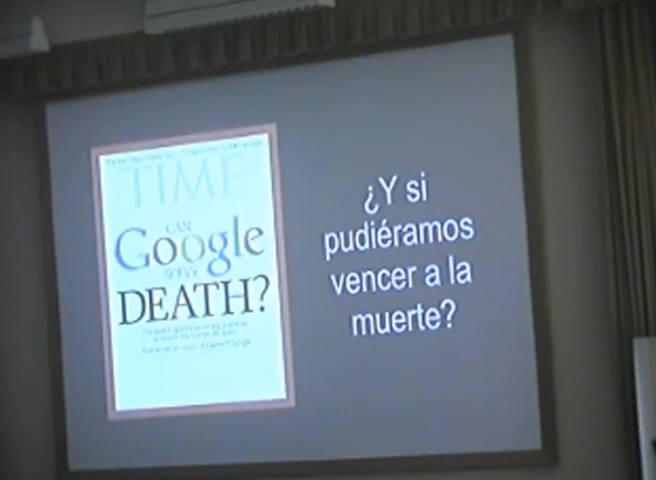 TIME
CAN
Google
SOLVE
DEATH?
¿Y si
pudiéramos
vencer a la
muerte?